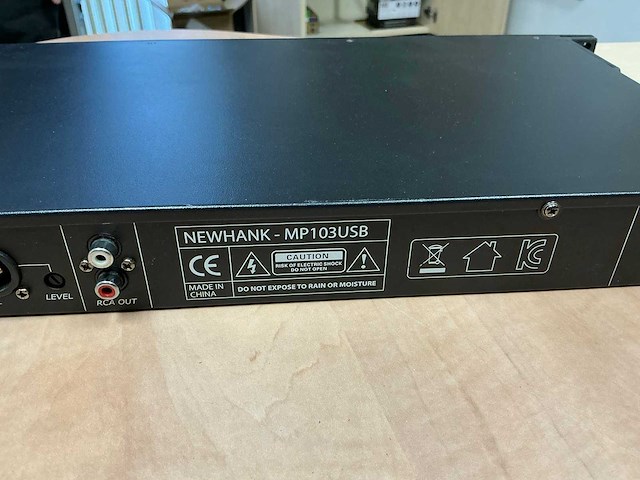 NEWHANK - MP103USB
CE
CAUTION
RISK OF ELECTRIC SHOCK
DO NOT OPEN
MADE IN
CHINA
DO NOT EXPOSE TO RAIN OR MOISTURE
LEVEL
RCA OUT